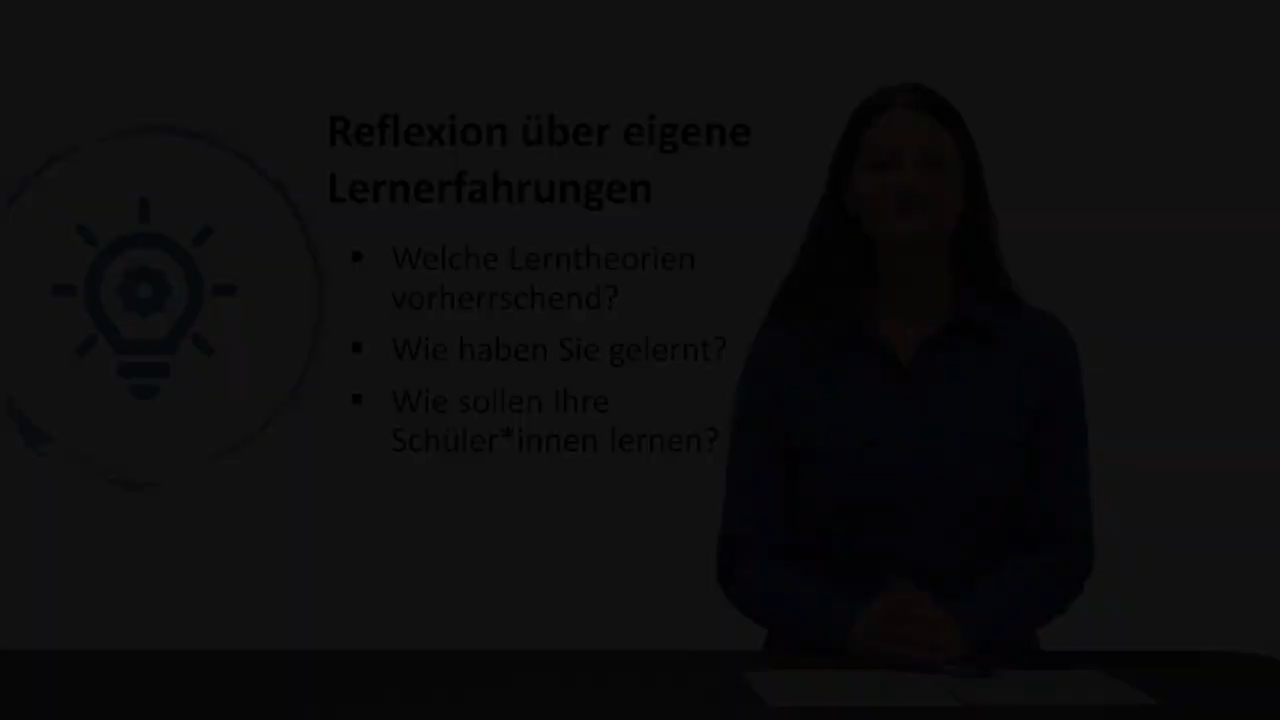 Reflexion über eigene
Lernerfahrungen
▪ Welche Lerntheorien
vorherrschend?
▪ Wie haben Sie gelernt?
▪ Wie sollen Ihre
Schüler*innen lernen?